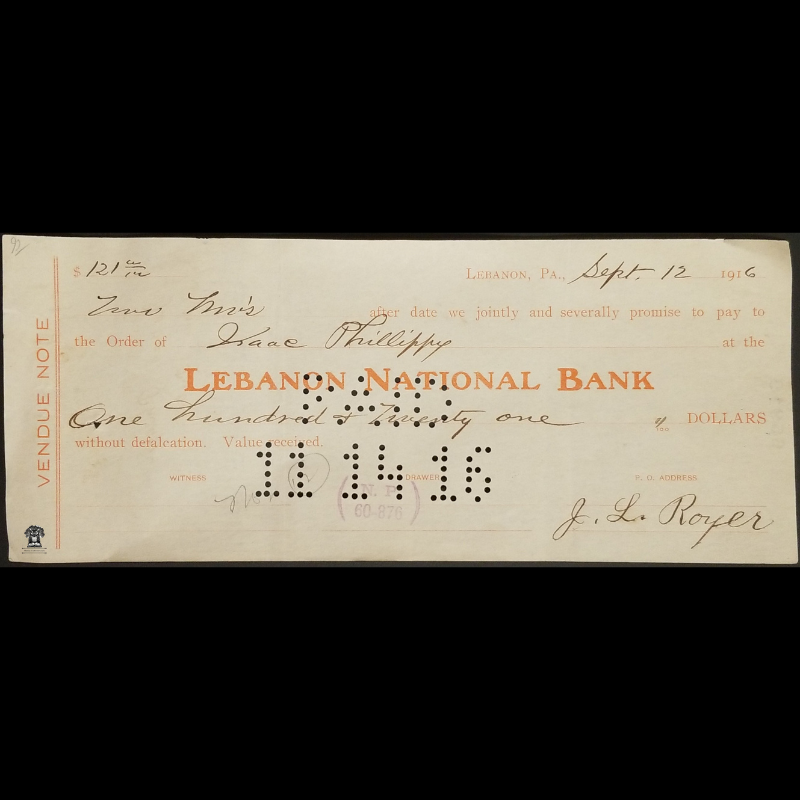 $ 121 00/100
LEBANON, PA., Sept. 12 1916
Two Mo's after date we jointly and severally promise to pay to
the Order of Isaac Phillippy at the
LEBANON NATIONAL BANK
PAID
One hundred & Twenty one DOLLARS
without defalcation. Value received.
11 14 16
WITNESS DRAWER P. O. ADDRESS
N. P.
60-876
J. L. Royer
VENDUE NOTE